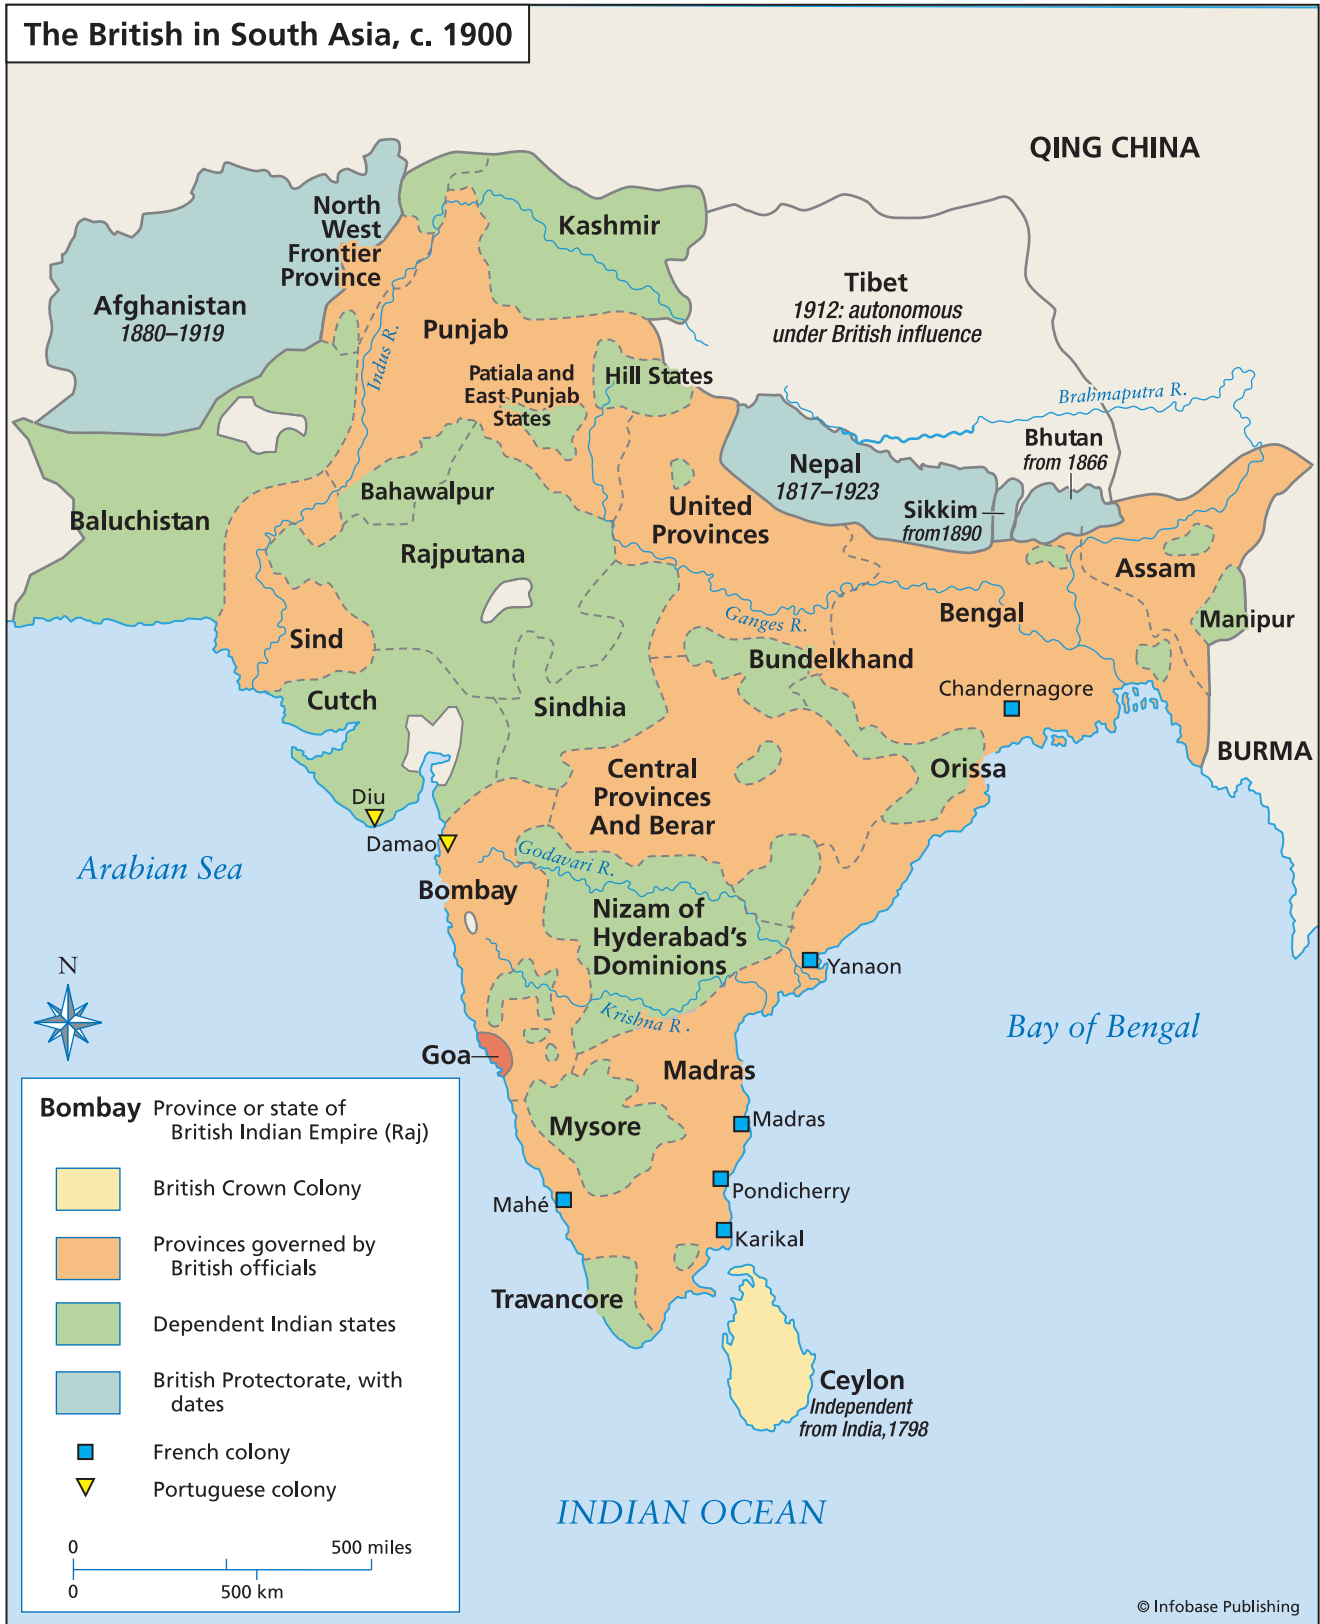 The British in South Asia, c. 1900
QING CHINA
North
West
Frontier
Province
Kashmir
Tibet
1912: autonomous
under British influence
Afghanistan
1880–1919
Punjab
Indus R.
Patiala and
East Punjab
States
Hill States
Brahmaputra R.
Bhutan
from 1866
Nepal
1817–1923
Sikkim
from1890
Bahawalpur
United
Provinces
Baluchistan
Rajputana
Assam
Ganges R.
Bengal
Manipur
Sind
Bundelkhand
Chandernagore
Cutch
Sindhia
BURMA
Central
Provinces
And Berar
Orissa
Diu
Damao
Godavari R.
Arabian Sea
Bombay
Nizam of
Hyderabad's
Dominions
Yanaon
N
Krishna R.
Bay of Bengal
Goa
Madras
Mysore
Madras
Pondicherry
Mahé
Karikal
Travancore
Ceylon
Independent
from India,1798
INDIAN OCEAN
Bombay Province or state of
British Indian Empire (Raj)
British Crown Colony
Provinces governed by
British officials
Dependent Indian states
British Protectorate, with
dates
French colony
Portuguese colony
0 500 miles
0 500 km
© Infobase Publishing